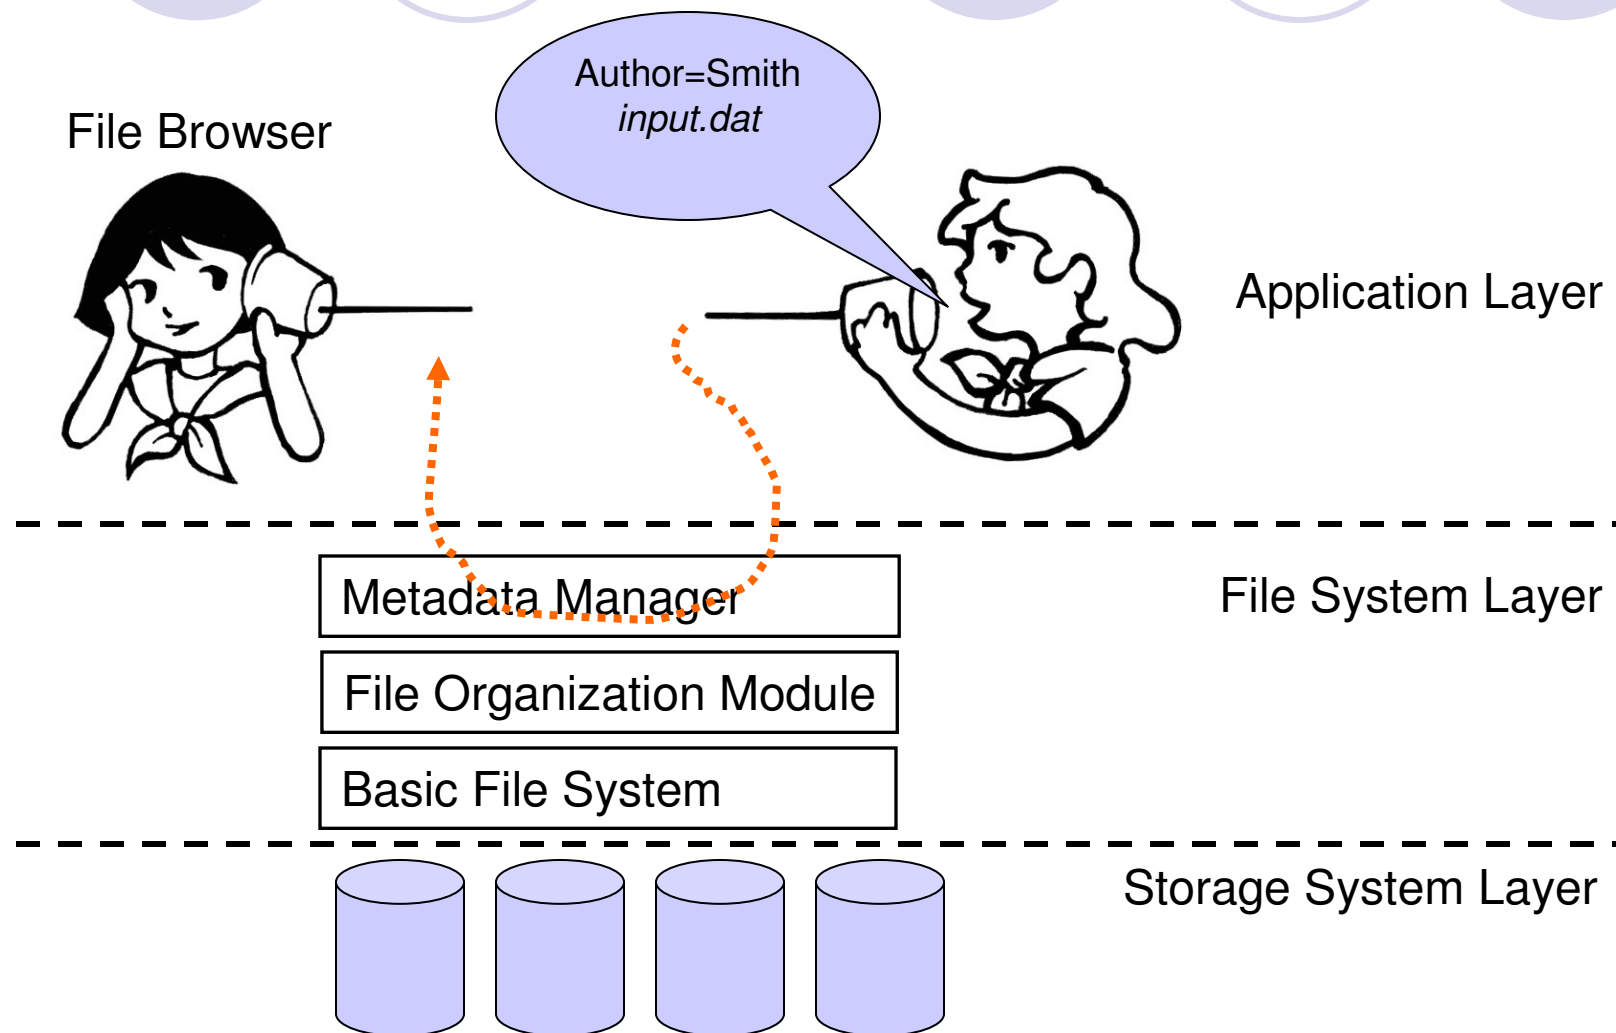 Author=Smith
input.dat
File Browser
Application Layer
Metadata Manager
File System Layer
File Organization Module
Basic File System
Storage System Layer